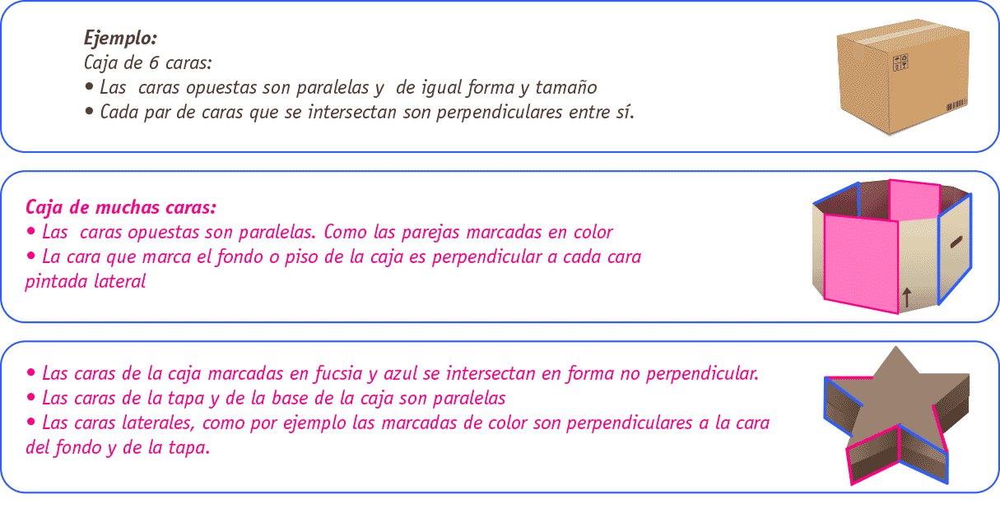 Ejemplo:
Caja de 6 caras:
• Las  caras opuestas son paralelas y  de igual forma y tamaño
• Cada par de caras que se intersectan son perpendiculares entre sí.
Caja de muchas caras:
• Las  caras opuestas son paralelas. Como las parejas marcadas en color
• La cara que marca el fondo o piso de la caja es perpendicular a cada cara
pintada lateral
• Las caras de la caja marcadas en fucsia y azul se intersectan en forma no perpendicular.
• Las caras de la tapa y de la base de la caja son paralelas
• Las caras laterales, como por ejemplo las marcadas de color son perpendiculares a la cara
del fondo y de la tapa.